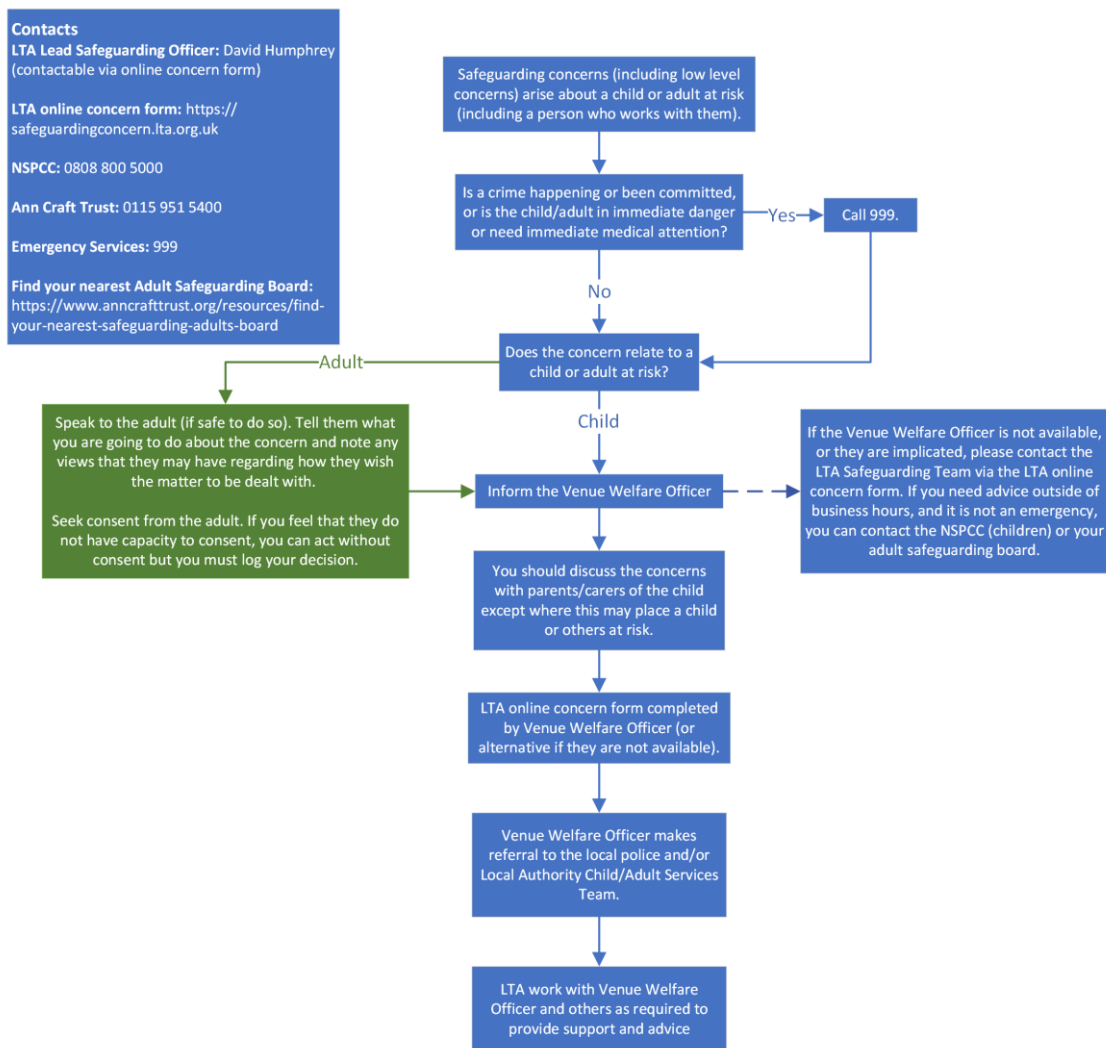 Contacts
LTA Lead Safeguarding Officer: David Humphrey
(contactable via online concern form)
LTA online concern form: https://
safeguardingconcern.lta.org.uk
NSPCC: 0808 800 5000
Ann Craft Trust: 0115 951 5400
Emergency Services: 999
Find your nearest Adult Safeguarding Board:
https://www.anncrafttrust.org/resources/find-
your-nearest-safeguarding-adults-board
Safeguarding concerns (including low level
concerns) arise about a child or adult at risk
(including a person who works with them).
Is a crime happening or been committed,
or is the child/adult in immediate danger
or need immediate medical attention?
Yes
Call 999.
No
Does the concern relate to a
child or adult at risk?
Adult
Child
Speak to the adult (if safe to do so). Tell them what
you are going to do about the concern and note any
views that they may have regarding how they wish
the matter to be dealt with.
Seek consent from the adult. If you feel that they do
not have capacity to consent, you can act without
consent but you must log your decision.
Inform the Venue Welfare Officer
If the Venue Welfare Officer is not available,
or they are implicated, please contact the
LTA Safeguarding Team via the LTA online
concern form. If you need advice outside of
business hours, and it is not an emergency,
you can contact the NSPCC (children) or your
adult safeguarding board.
You should discuss the concerns
with parents/carers of the child
except where this may place a child
or others at risk.
LTA online concern form completed
by Venue Welfare Officer (or
alternative if they are not available).
Venue Welfare Officer makes
referral to the local police and/or
Local Authority Child/Adult Services
Team.
LTA work with Venue Welfare
Officer and others as required to
provide support and advice